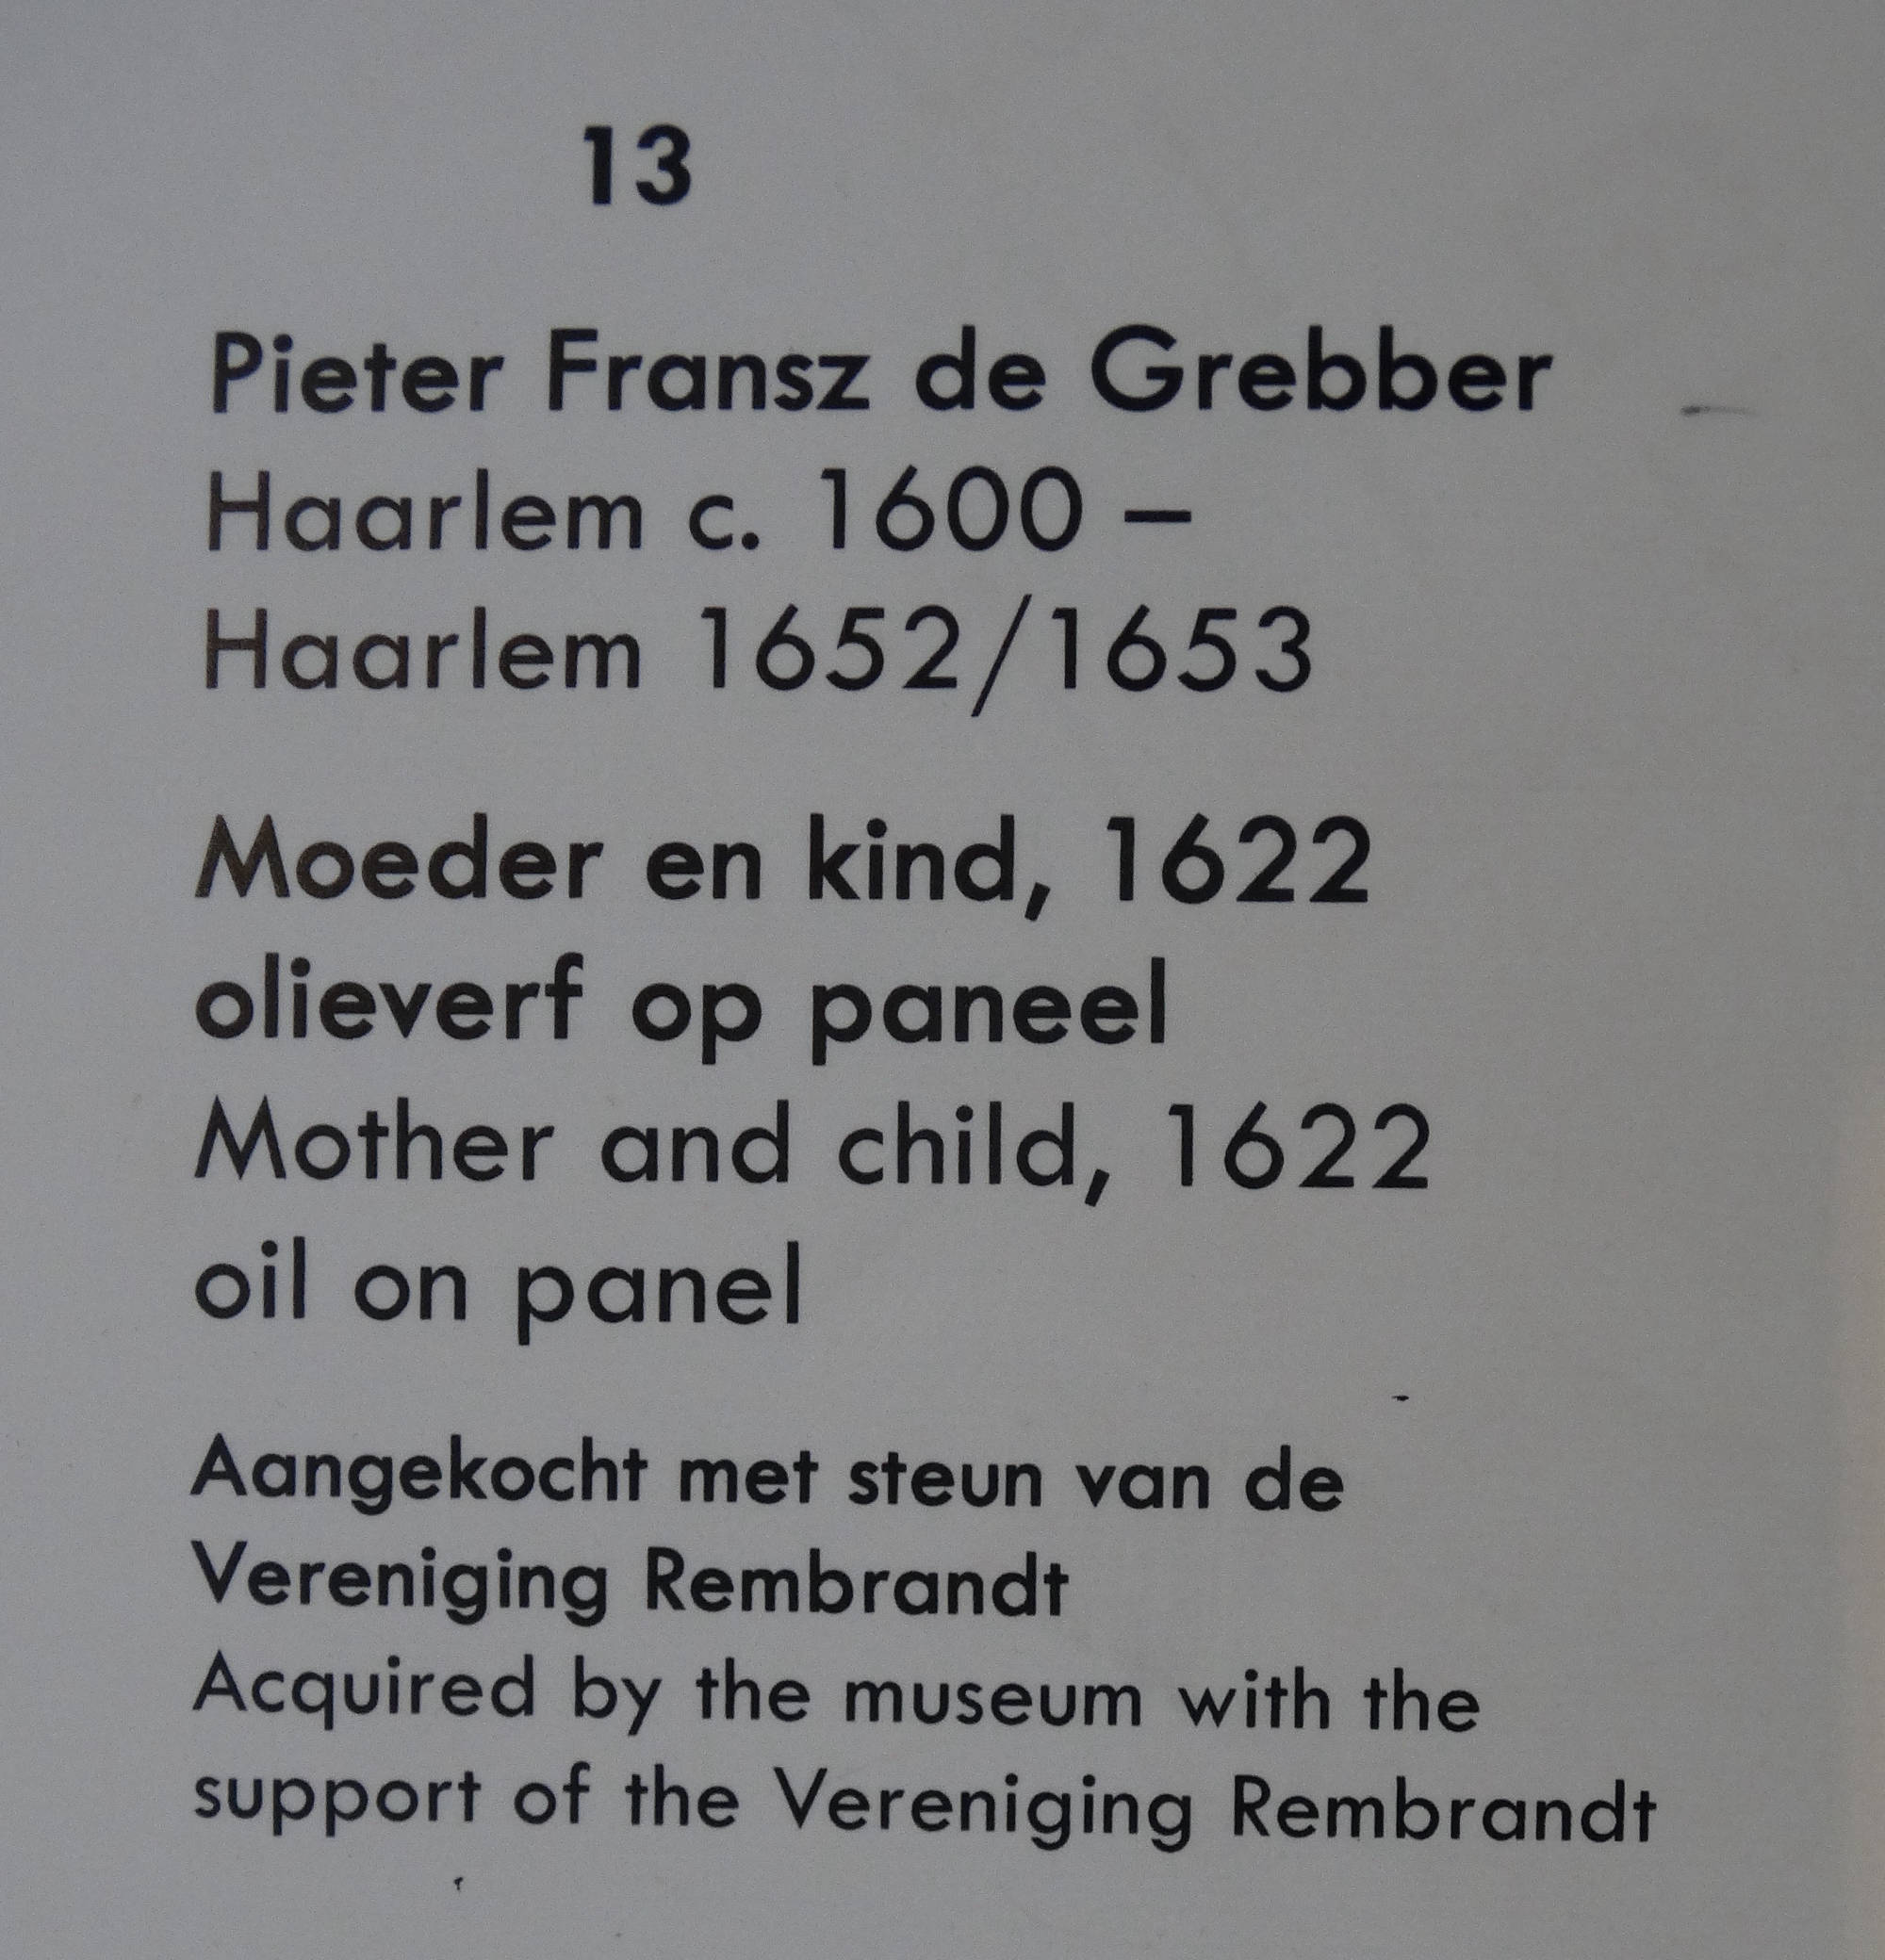 13
Pieter Fransz de Grebber
Haarlem c. 1600 –
Haarlem 1652/1653
Moeder en kind, 1622
olieverf op paneel
Mother and child, 1622
oil on panel
Aangekocht met steun van de
Vereniging Rembrandt
Acquired by the museum with the
support of the Vereniging Rembrandt